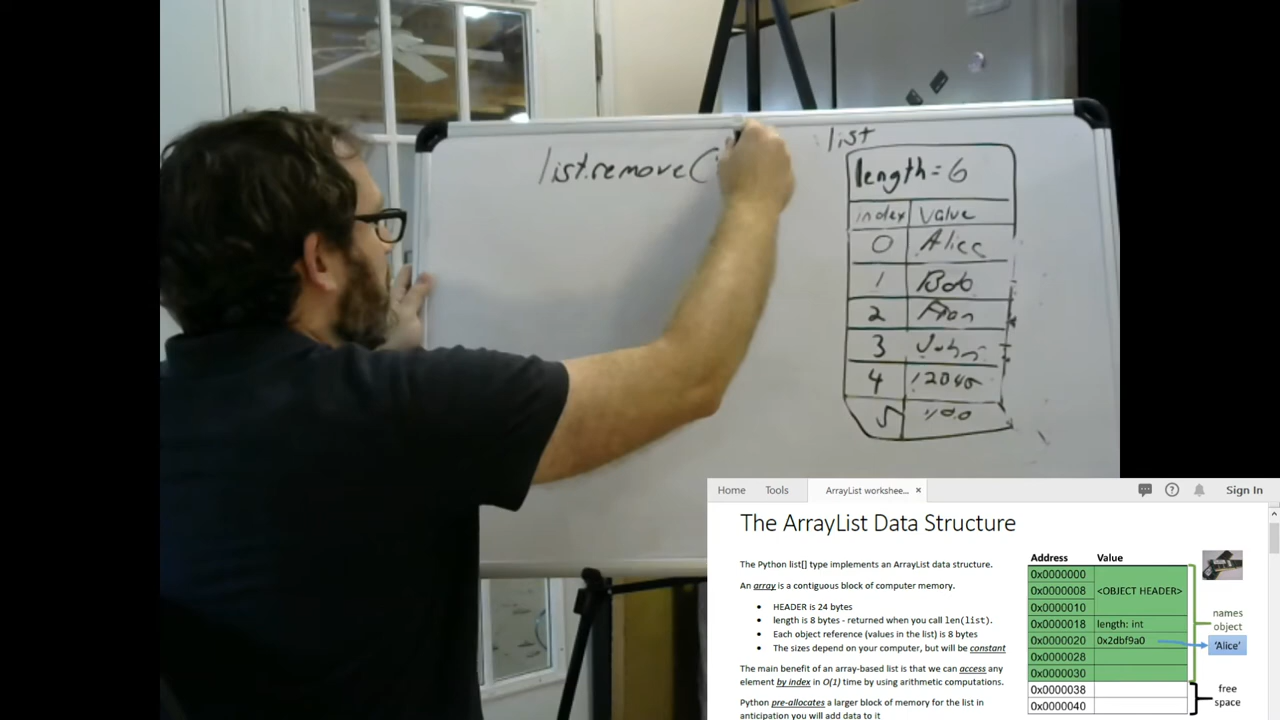 list.remove(
list
length=6
index value
0 Alice
1 Bob
2
3 John
4
5 100
Home Tools ArrayList workshee... × Sign In
The ArrayList Data Structure
The Python list[] type implements an ArrayList data structure.
An array is a contiguous block of computer memory.
• HEADER is 24 bytes
• length is 8 bytes - returned when you call len(list).
• Each object reference (values in the list) is 8 bytes
• The sizes depend on your computer, but will be constant
The main benefit of an array-based list is that we can access any
element by index in O(1) time by using arithmetic computations.
Python pre-allocates a larger block of memory for the list in
anticipation you will add data to it
Address Value
0x0000000
0x0000008 <OBJECT HEADER>
0x0000010
0x0000018 length: int
0x0000020 0x2dbf9a0
0x0000028
0x0000030
0x0000038
0x0000040
names
object
‘Alice’
free
space